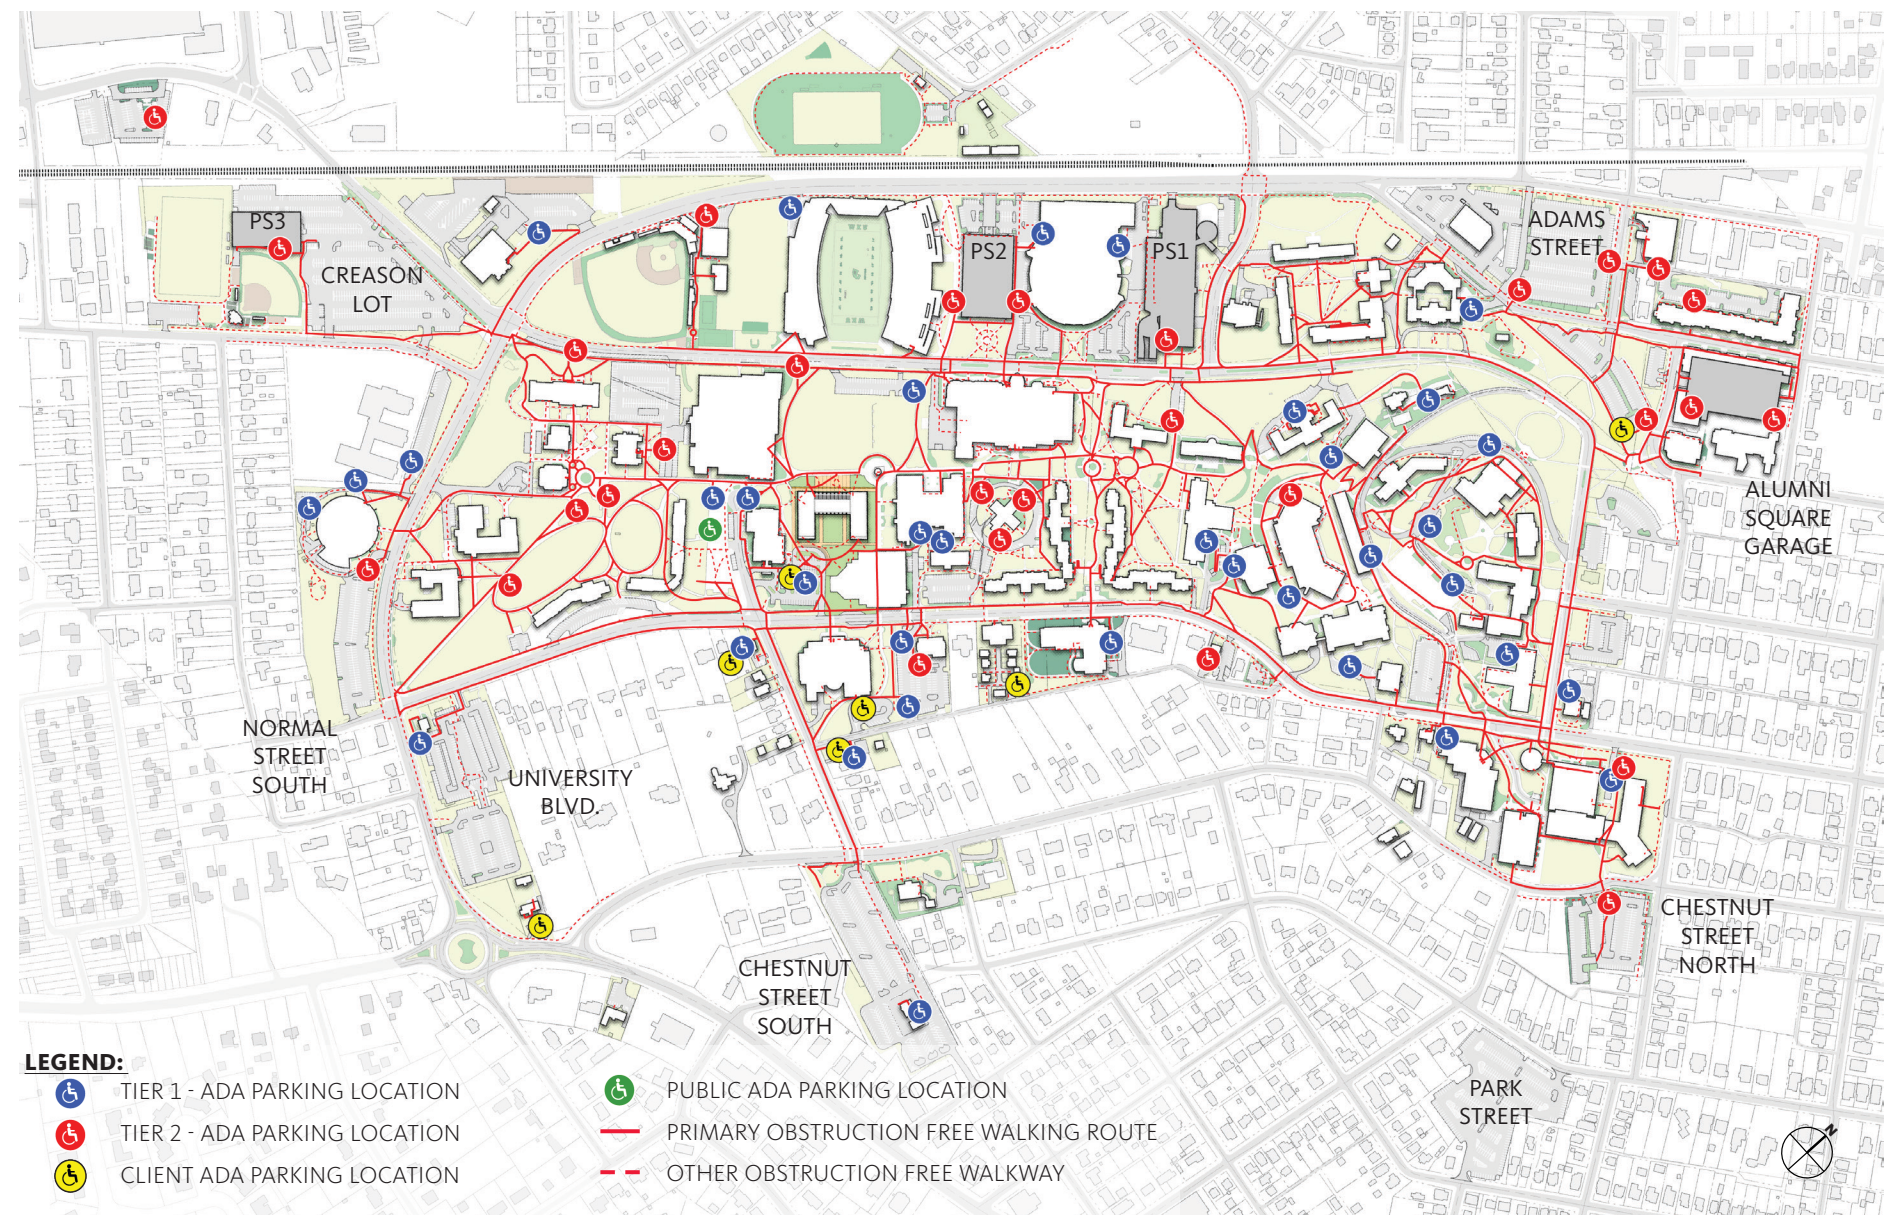 PS3
CREASON
LOT
PS2
PS1
ADAMS
STREET
ALUMNI
SQUARE
GARAGE
NORMAL
STREET
SOUTH
UNIVERSITY
BLVD.
CHESTNUT
STREET
SOUTH
CHESTNUT
STREET
NORTH
PARK
STREET
N
LEGEND:
TIER 1 - ADA PARKING LOCATION
TIER 2 - ADA PARKING LOCATION
CLIENT ADA PARKING LOCATION
PUBLIC ADA PARKING LOCATION
PRIMARY OBSTRUCTION FREE WALKING ROUTE
OTHER OBSTRUCTION FREE WALKWAY